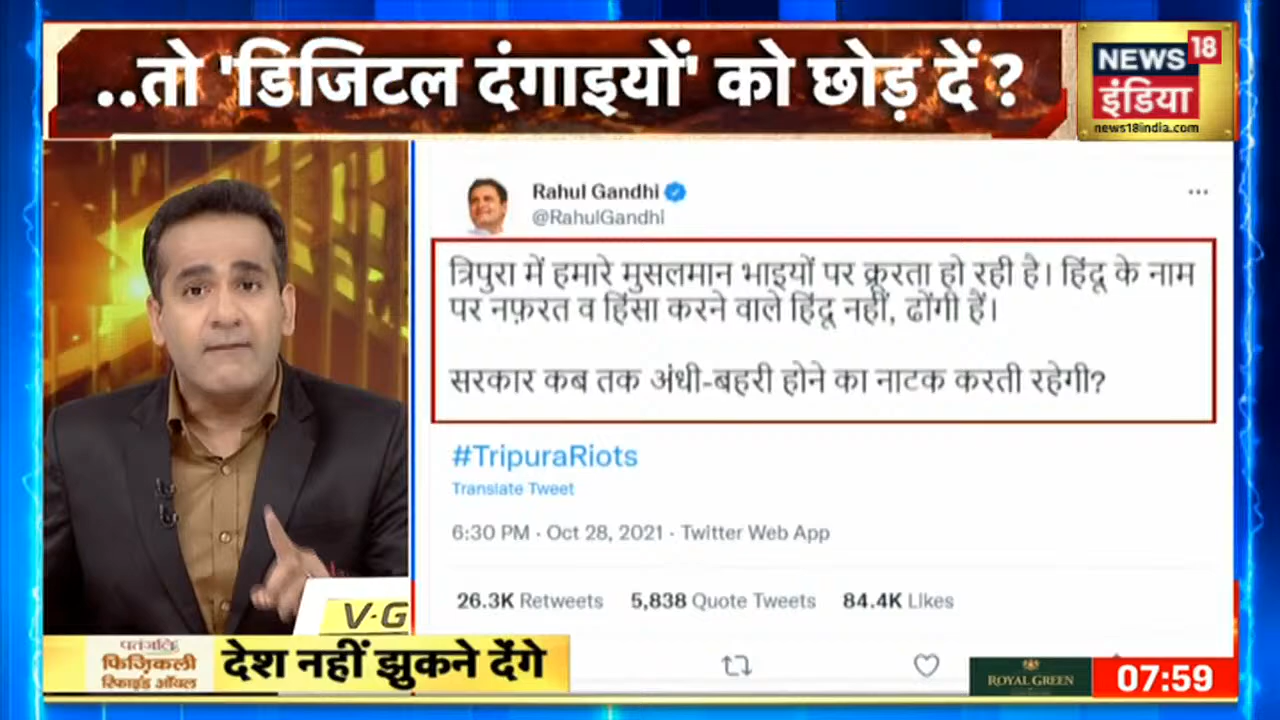 ..तो 'डिजिटल दंगाइयों' को छोड़ दें ?
NEWS 18
इंडिया
news18india.com
Rahul Gandhi
@RahulGandhi
त्रिपुरा में हमारे मुसलमान भाइयों पर क्रूरता हो रही है। हिंदू के नाम
पर नफ़रत व हिंसा करने वाले हिंदू नहीं, ढोंगी हैं।
सरकार कब तक अंधी-बहरी होने का नाटक करती रहेगी?
#TripuraRiots
Translate Tweet
6:30 PM · Oct 28, 2021 · Twitter Web App
26.3K Retweets 5,838 Quote Tweets 84.4K Likes
V-G
पतंजलि
फिज़िकली
रिफाइंड ऑयल
देश नहीं झुकने देंगे
ROYAL GREEN
07:59